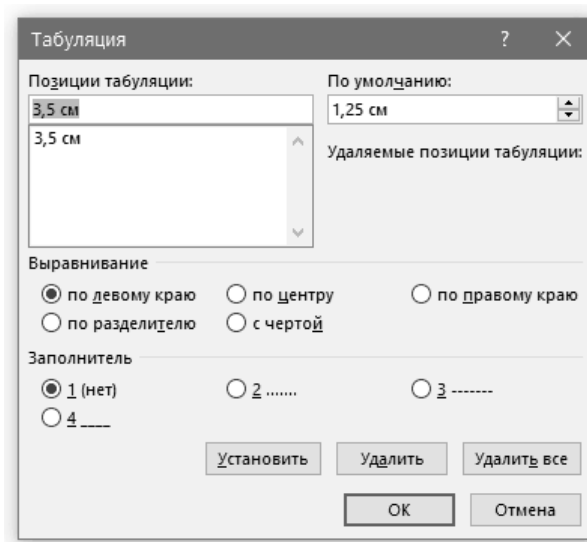 Табуляция ?
Позиции табуляции: По умолчанию:
3,5 см 1,25 см
3,5 см
Удаляемые позиции табуляции:
Выравнивание
по левому краю по центру по правому краю
по разделителю с чертой
Заполнитель
1 (нет) 2 ....... 3 -------
4 ____
Установить Удалить Удалить все
ОК Отмена